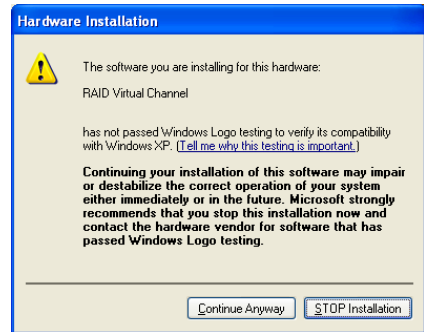 Hardware Installation
The software you are installing for this hardware:
RAID Virtual Channel
has not passed Windows Logo testing to verify its compatibility
with Windows XP. (Tell me why this testing is important.)
Continuing your installation of this software may impair
or destabilize the correct operation of your system
either immediately or in the future. Microsoft strongly
recommends that you stop this installation now and
contact the hardware vendor for software that has
passed Windows Logo testing.
Continue Anyway
STOP Installation